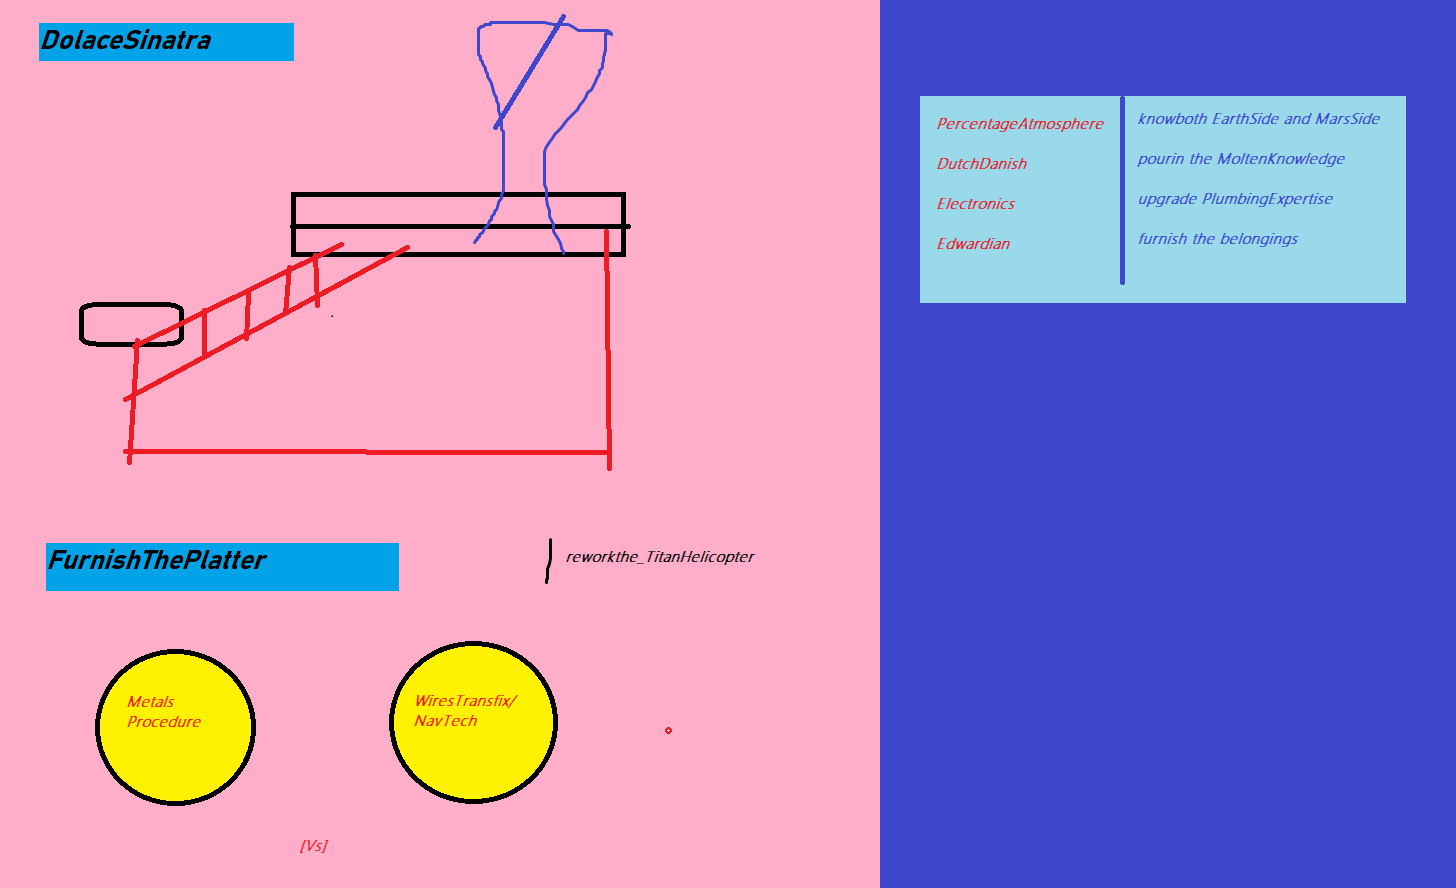 DolaceSinatra
PercentageAtmosphere
DutchDanish
Electronics
Edwardian
knowboth EarthSide and MarsSide
pourin the MoltenKnowledge
upgrade PlumbingExpertise
furnish the belongings
FurnishThePlatter
reworkthe_TitanHelicopter
Metals
Procedure
WiresTransfix/
NavTech
[Vs]